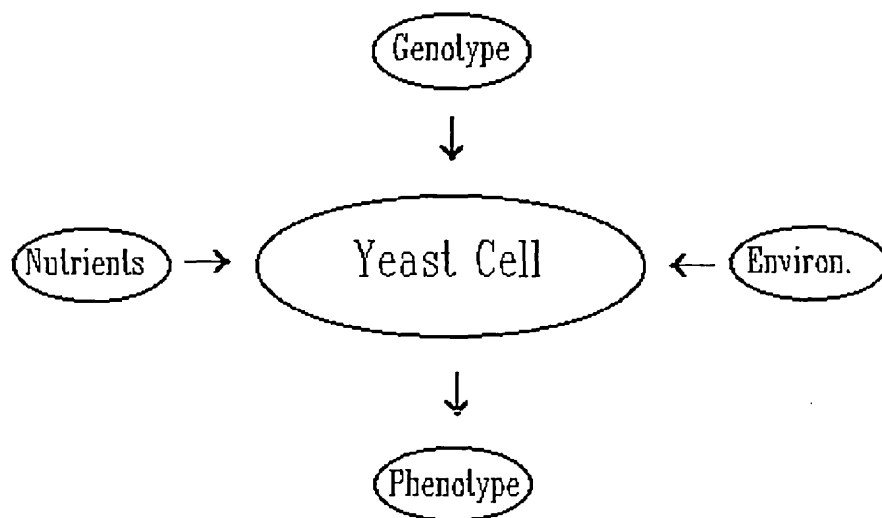 Genotype
Nutrients
Yeast Cell
Environ.
Phenotype